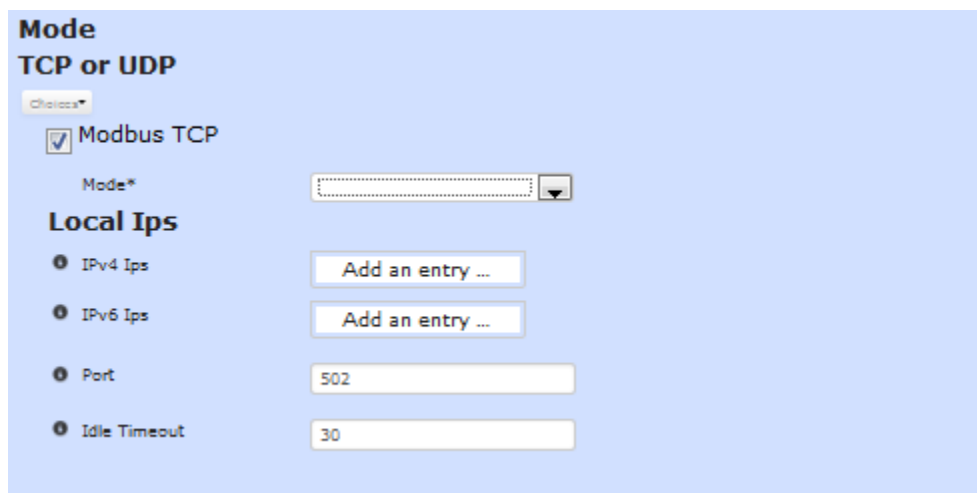 Mode
TCP or UDP
Choices
Modbus TCP
Mode*
Local Ips
IPv4 Ips
Add an entry ...
IPv6 Ips
Add an entry ...
Port
502
Idle Timeout
30